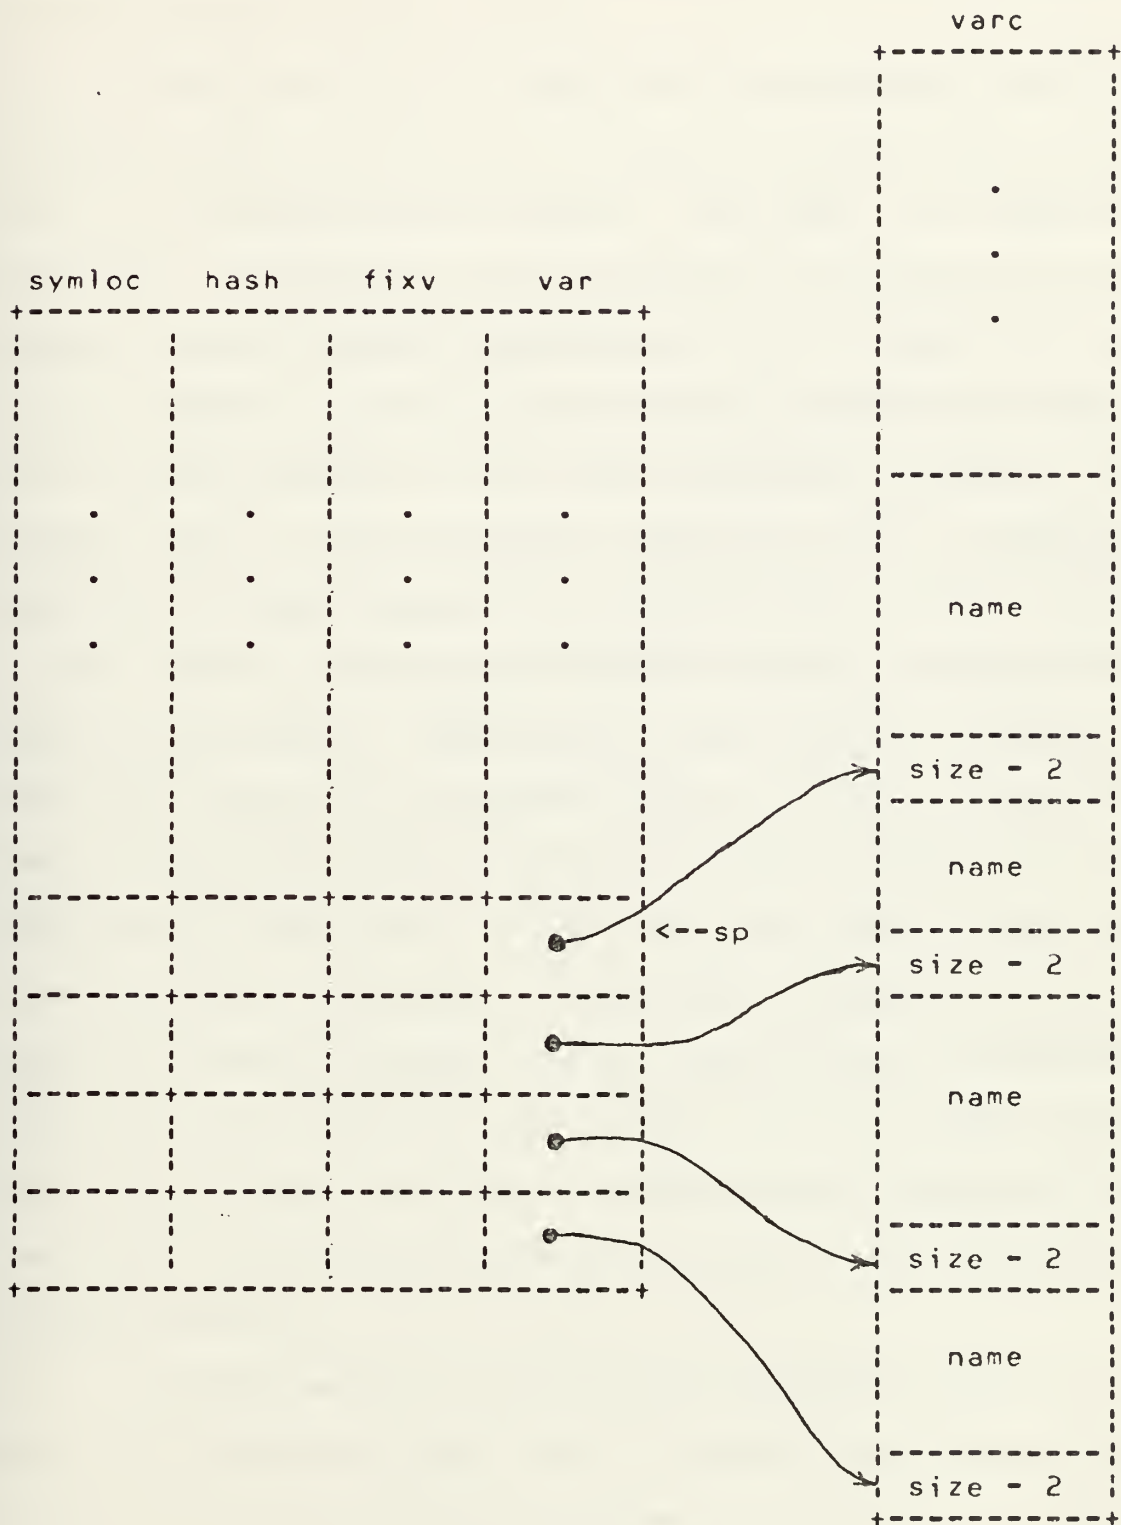 varc
symloc hash fixv var
name
size - 2
name
<--sp
size - 2
name
size - 2
name
size - 2